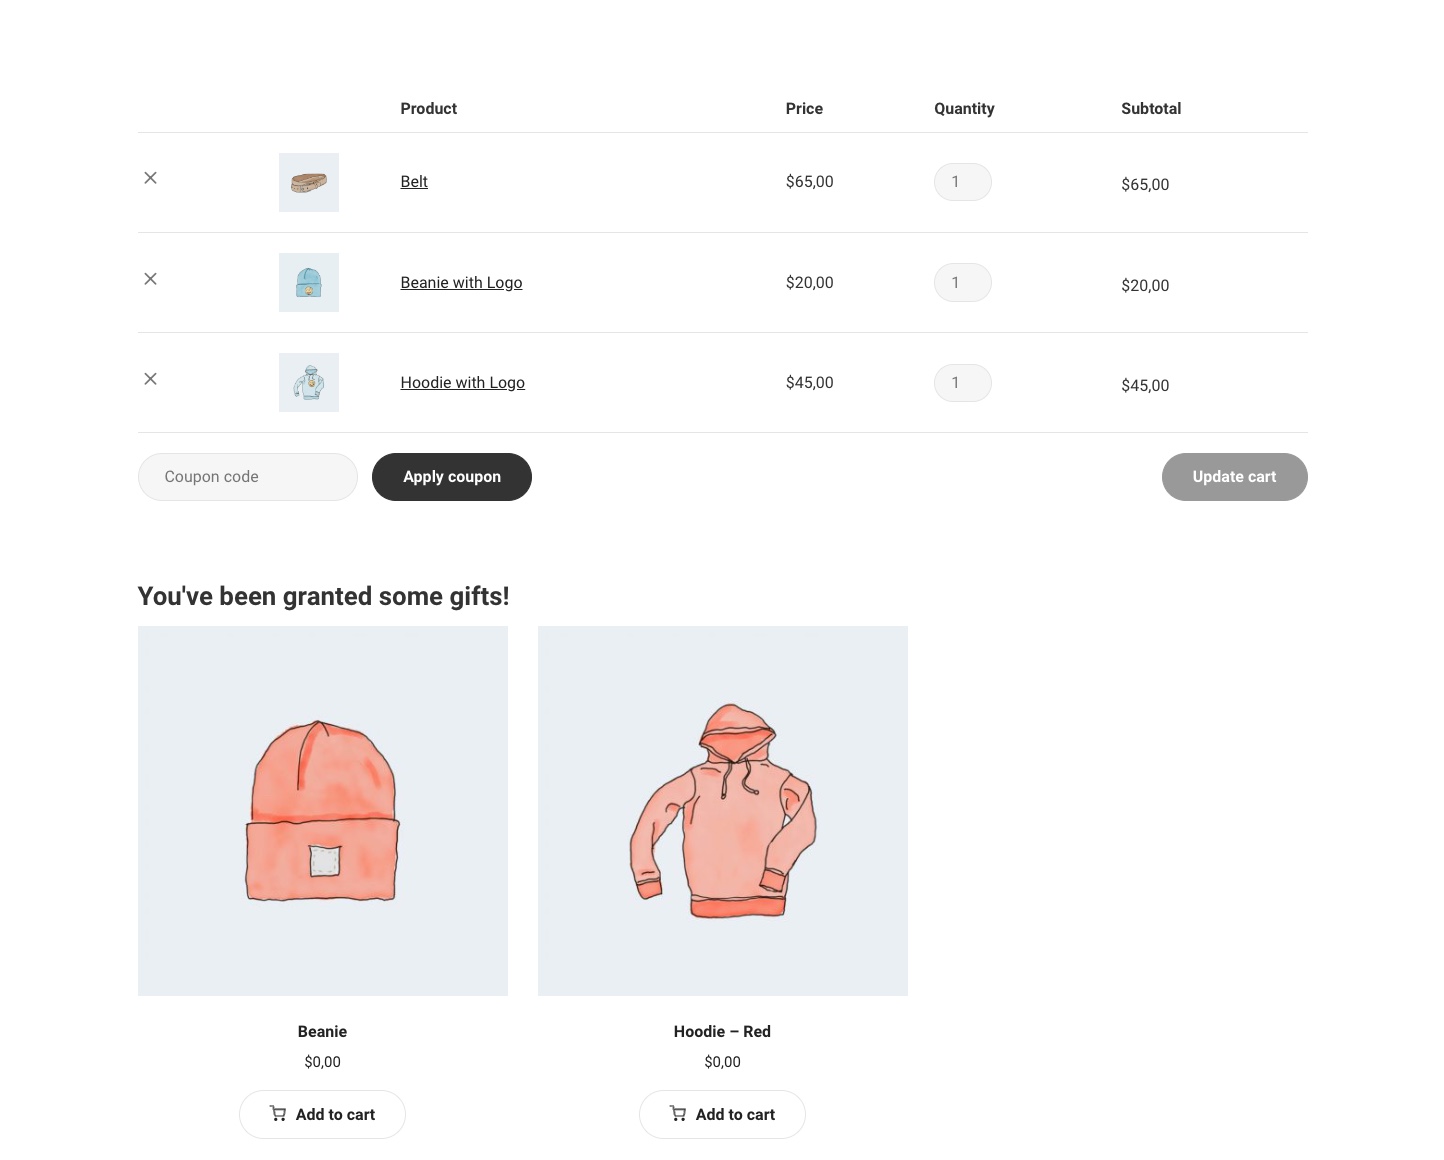 Product Price Quantity Subtotal
Belt $65,00 1 $65,00
Beanie with Logo $20,00 1 $20,00
Hoodie with Logo $45,00 1 $45,00
Coupon code Apply coupon Update cart
You've been granted some gifts!
Beanie Hoodie – Red
$0,00 $0,00
Add to cart Add to cart